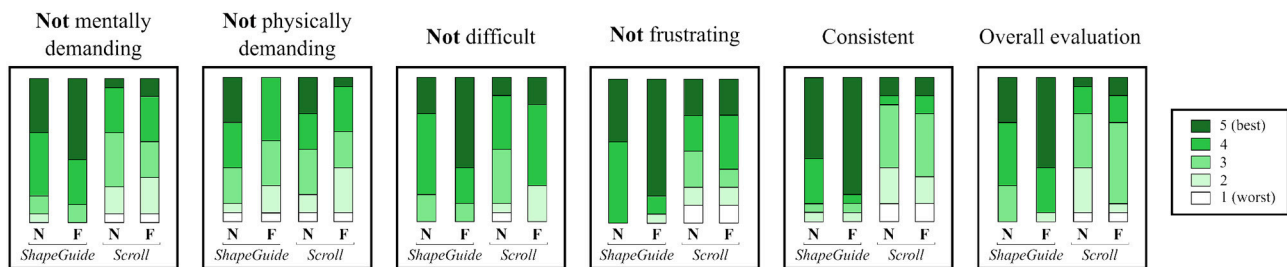 Not mentally
demanding
Not physically
demanding
Not difficult
Not frustrating
Consistent
Overall evaluation
N F N F
ShapeGuide Scroll
N F N F
ShapeGuide Scroll
N F N F
ShapeGuide Scroll
N F N F
ShapeGuide Scroll
N F N F
ShapeGuide Scroll
N F N F
ShapeGuide Scroll
5 (best)
4
3
2
1 (worst)